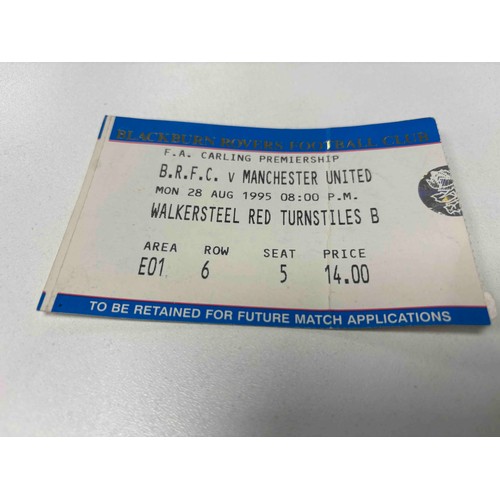 BLACKBURN ROVERS FOOTBALL CLUB
F.A. CARLING PREMIERSHIP
B.R.F.C. v MANCHESTER UNITED
MON 28 AUG 1995 08:00 P.M.
WALKERSTEEL RED TURNSTILES B
AREA ROW SEAT PRICE
E01 6 5 14.00
TO BE RETAINED FOR FUTURE MATCH APPLICATIONS